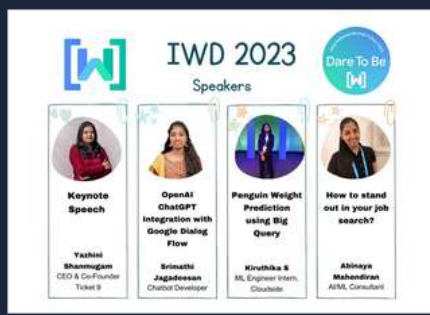 [W]
IWD 2023
Speakers
Dare To Be
[W]
Keynote
Speech
Yazhini
Shanmugam
CEO & Co-Founder
Ticket 9
OpenAI
ChatGPT
Integration with
Google Dialog
Flow
Srimathi
Jagadeesan
Chatbot Developer
Penguin Weight
Prediction
using Big
Query
Kiruthika S
ML Engineer Intern,
Cloudside
How to stand
out in your job
search?
Abinaya
Mahendiran
AI/ML Consultant